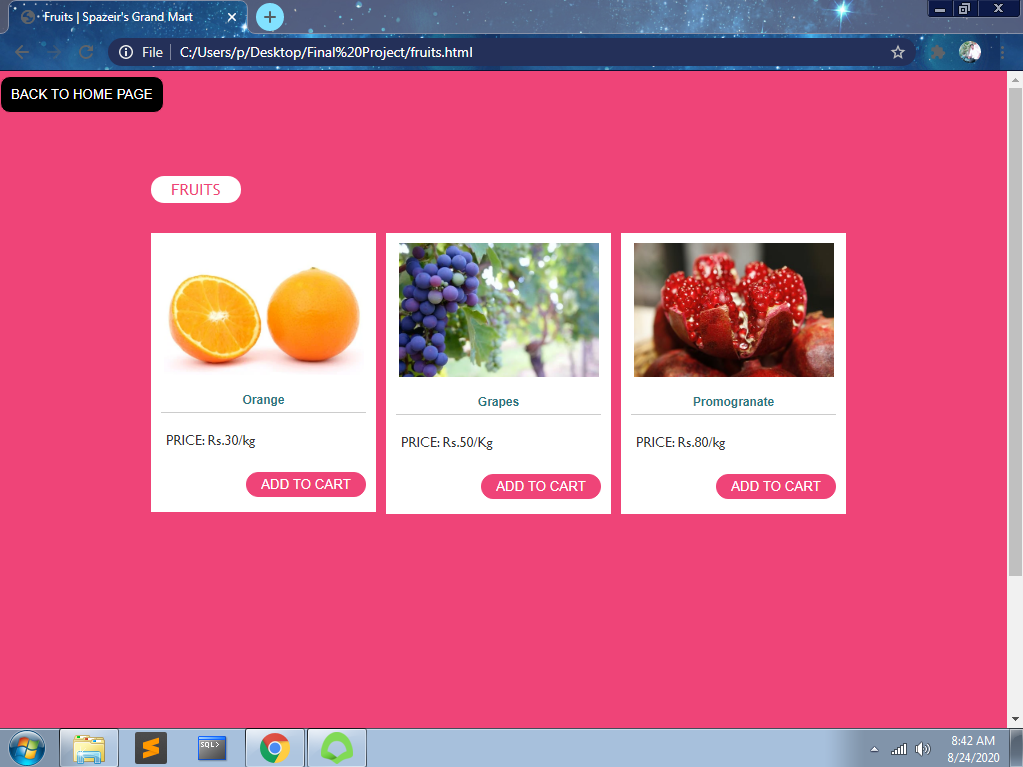 Fruits | Spazeir's Grand Mart
File
C:/Users/p/Desktop/Final%20Project/fruits.html
BACK TO HOME PAGE
FRUITS
Orange
Grapes
Promogranate
PRICE: Rs.30/kg
PRICE: Rs.50/Kg
PRICE: Rs.80/kg
ADD TO CART
ADD TO CART
ADD TO CART
SQL>
8:42 AM
8/24/2020